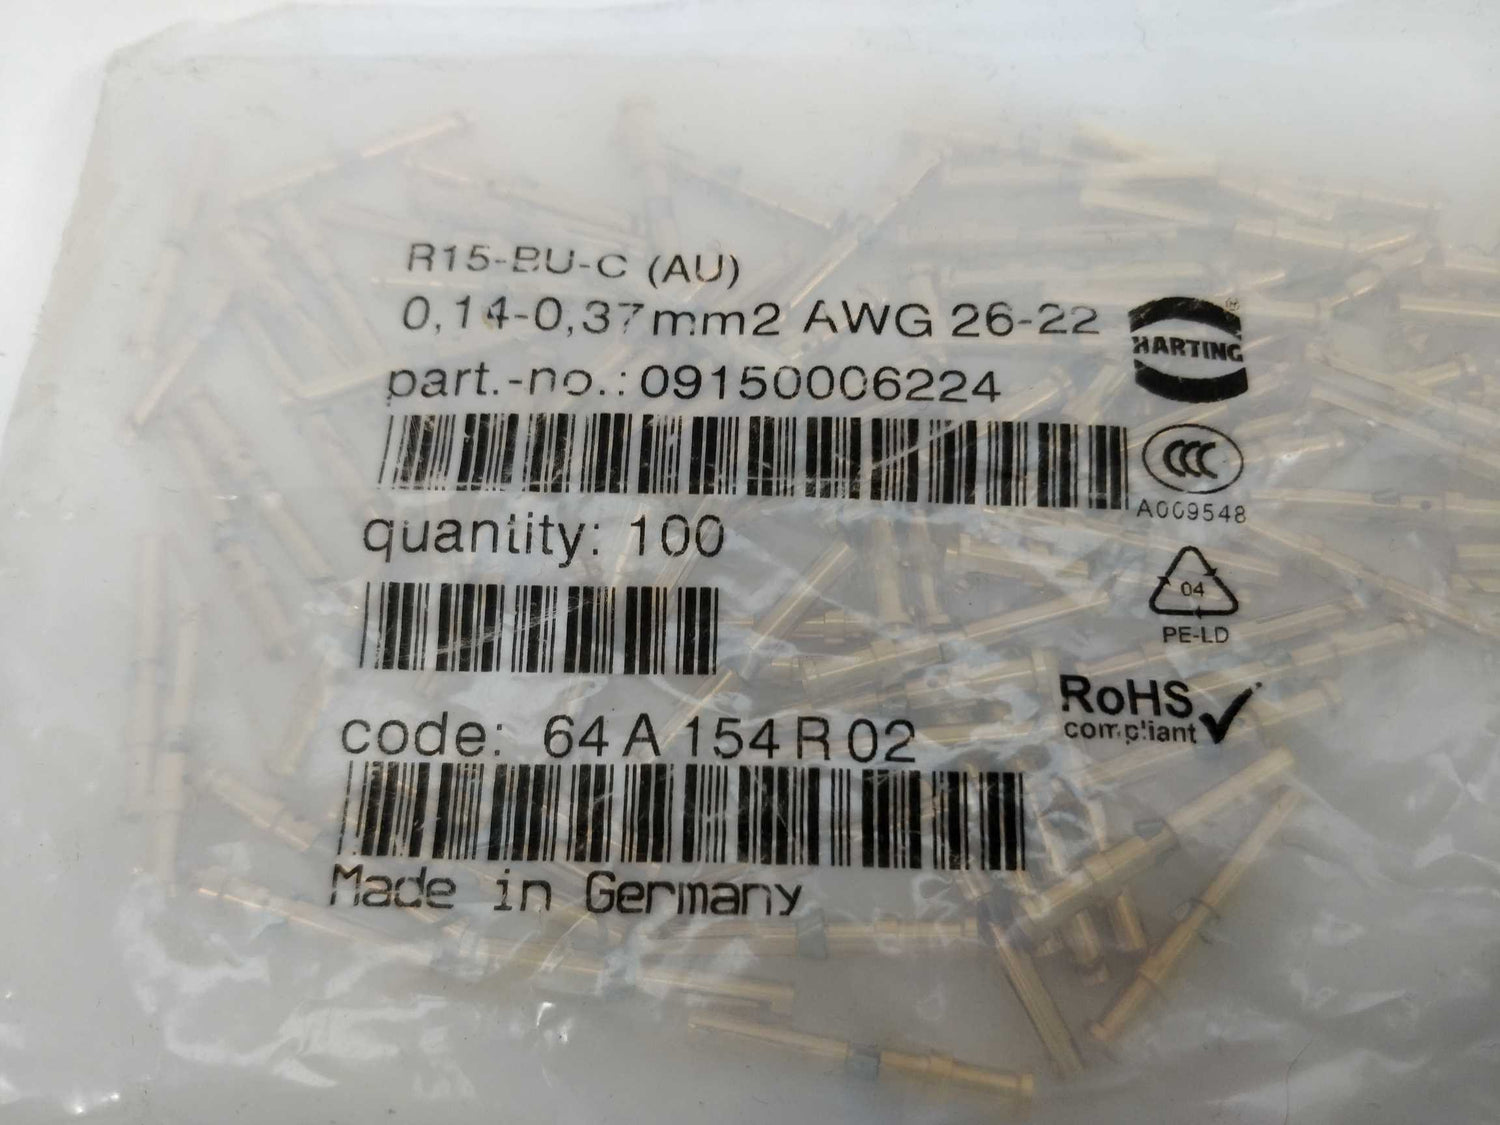 R15-BU-C (AU)
0,14-0,37mm2 AWG 26-22
HARTING
®
part.-no.: 09150006224
CCC
A009548
quantity: 100
04
PE-LD
RoHS
compliant
code: 64 A 154 R 02
Made in Germany